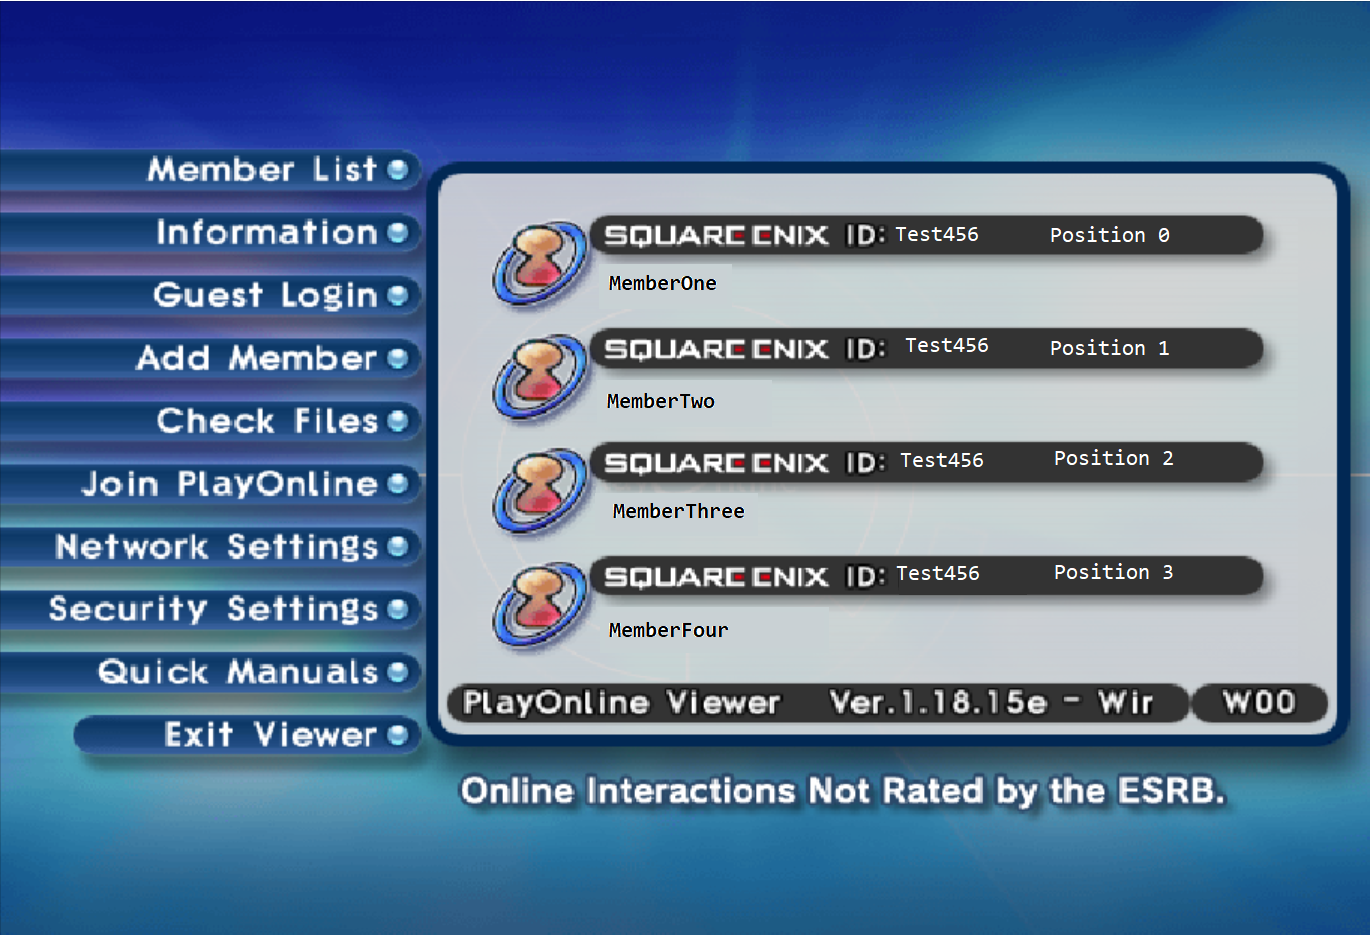 Member List
Information
Guest Login
Add Member
Check Files
Join PlayOnline
Network Settings
Security Settings
Quick Manuals
Exit Viewer
SQUARE ENIX ID: Test456 Position 0
MemberOne
SQUARE ENIX ID: Test456 Position 1
MemberTwo
SQUARE ENIX ID: Test456 Position 2
MemberThree
SQUARE ENIX ID: Test456 Position 3
MemberFour
PlayOnline Viewer Ver.1.18.15e - Wir W00
Online Interactions Not Rated by the ESRB.